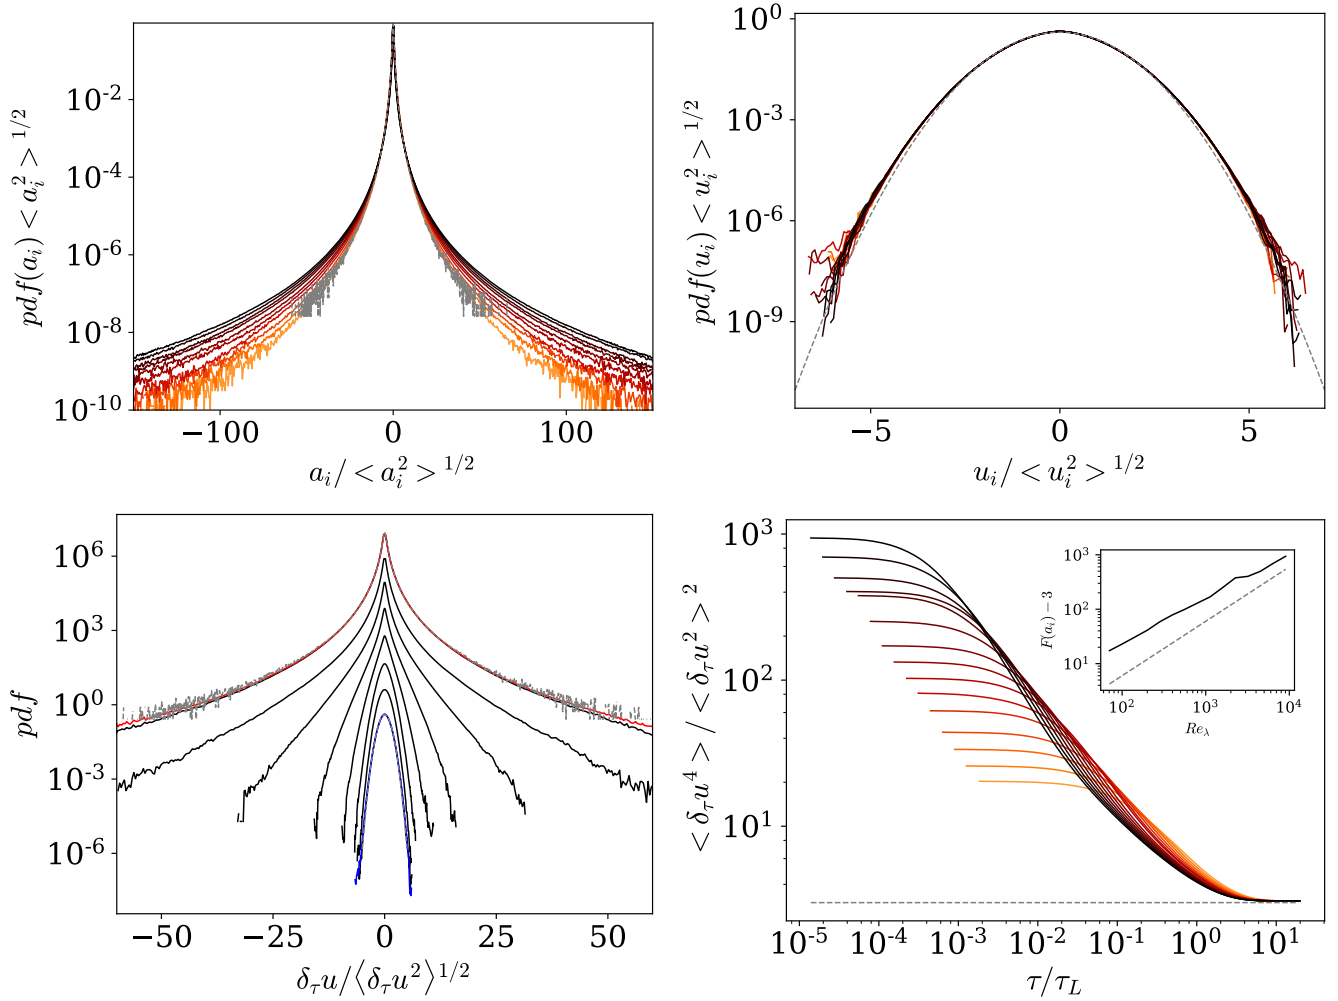 pdf(a_i) < a_i^2 >^{1/2}
10^{-2}
10^{-4}
10^{-6}
10^{-8}
10^{-10}
−100 0 100
a_i / < a_i^2 >^{1/2}
pdf(u_i) < u_i^2 >^{1/2}
10^0
10^{-3}
10^{-6}
10^{-9}
−5 0 5
u_i / < u_i^2 >^{1/2}
pdf
10^6
10^3
10^0
10^{-3}
10^{-6}
−50 −25 0 25 50
δ_τ u / ⟨δ_τ u^2⟩^{1/2}
< δ_τ u^4 > / < δ_τ u^2 >^2
10^3
10^2
10^1
10^{-5} 10^{-4} 10^{-3} 10^{-2} 10^{-1} 10^0 10^1
τ/τ_L
F(a_i) − 3
10^3
10^2
10^1
10^2 10^3 10^4
Re_λ